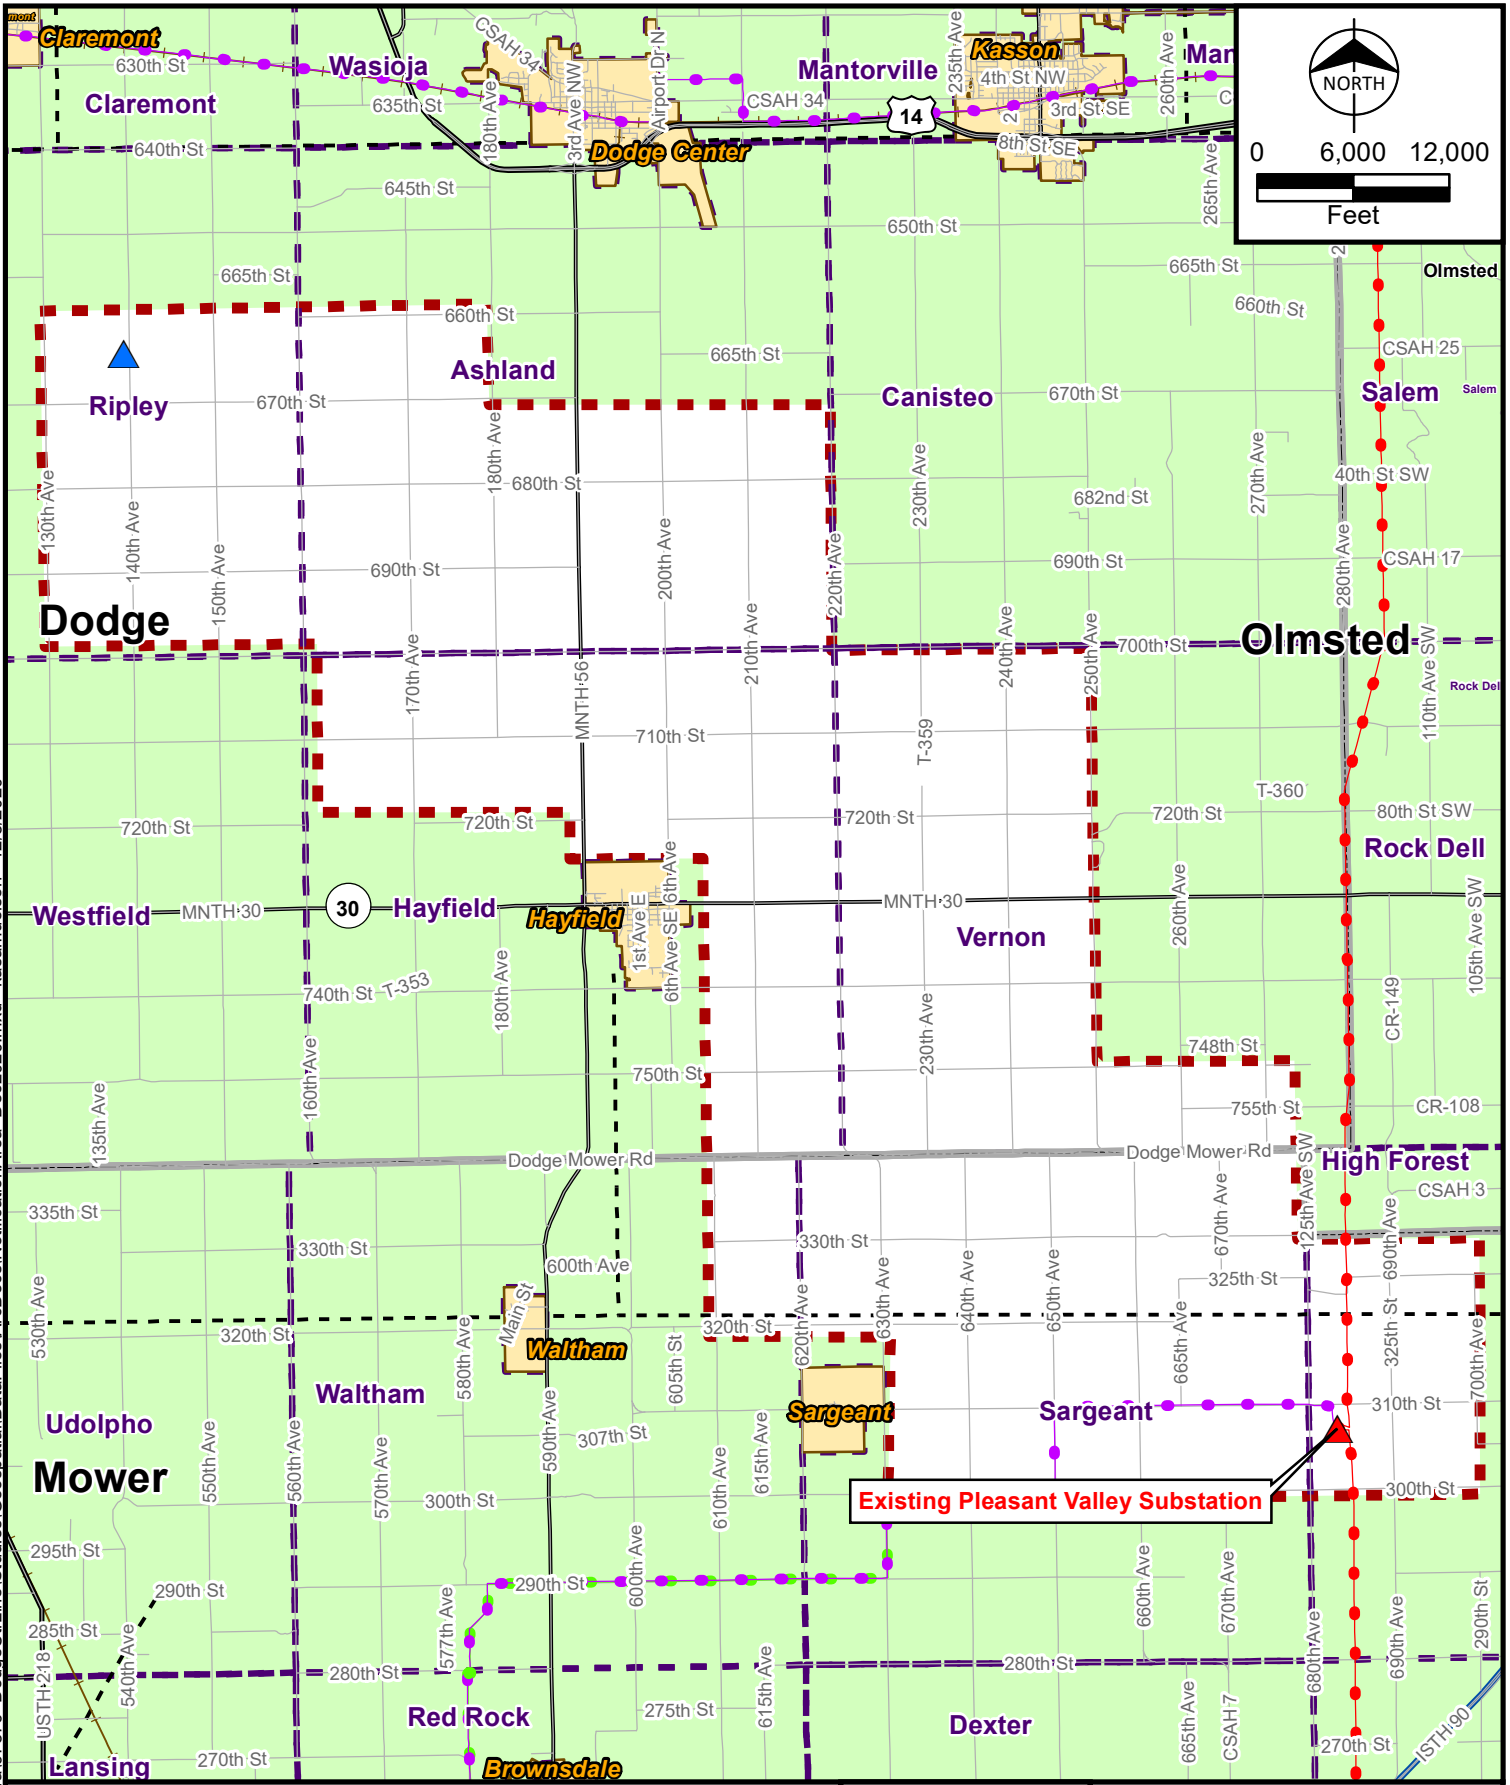 mont
Claremont
630th St
Claremont
640th St
Wasioja
635th St
CSAH 34
180th Ave
645th St
3rd Ave NW
Airport Dr N
Dodge Center
CSAH 34
Mantorville
14
235th Ave
Kasson
4th St NW
2
3rd St SE
8th St SE
260th Ave
Man
C
265th Ave
NORTH
0 6,000 12,000
Feet
650th St
665th St
665th St
Olmsted
660th St
660th St
2
665th St
CSAH 25
Ashland
Ripley
670th St
Canisteo
670th St
Salem
Salem
180th Ave
680th St
230th Ave
682nd St
270th Ave
40th St SW
130th Ave
140th Ave
150th Ave
690th St
200th Ave
220th Ave
690th St
280th Ave
CSAH 17
Dodge
170th Ave
MNTH 56
210th Ave
240th Ave
250th Ave
700th St
Olmsted
110th Ave SW
Rock Del
710th St
T-359
T-360
720th St
720th St
720th St
720th St
80th St SW
Rock Dell
Westfield
MNTH 30
30
Hayfield
Hayfield
1st Ave E
6th Ave SE
6th Ave
MNTH 30
Vernon
260th Ave
105th Ave SW
740th St
T-353
180th Ave
160th Ave
230th Ave
CR-149
748th St
750th St
755th St
CR-108
135th Ave
Dodge Mower Rd
Dodge Mower Rd
125th Ave SW
High Forest
CSAH 3
335th St
330th St
600th Ave
330th St
670th Ave
690th Ave
325th St
530th Ave
320th St
580th Ave
Main St
Waltham
605th St
320th St
620th Ave
630th Ave
640th Ave
650th Ave
665th Ave
325th St
700th Ave
Waltham
Udolpho
Sargeant
Sargeant
310th St
Mower
550th Ave
560th Ave
570th Ave
590th Ave
307th St
300th St
610th Ave
615th Ave
Existing Pleasant Valley Substation
300th St
295th St
290th St
290th St
600th Ave
285th St
577th Ave
660th Ave
670th Ave
290th St
USTH 218
540th Ave
280th St
615th Ave
280th St
680th Ave
690th Ave
Red Rock
275th St
Dexter
665th Ave
CSAH 7
ISTH 90
Lansing
270th St
Brownsdale
270th St